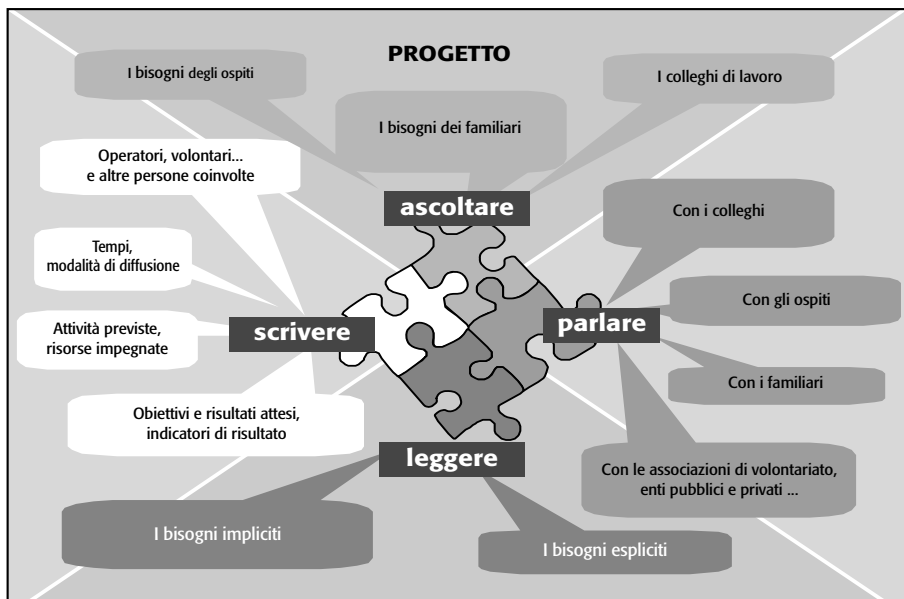 PROGETTO
I bisogni degli ospiti
I colleghi di lavoro
I bisogni dei familiari
Operatori, volontari...
e altre persone coinvolte
ascoltare
Con i colleghi
Tempi,
modalità di diffusione
Con gli ospiti
Attività previste,
risorse impegnate
scrivere
parlare
Con i familiari
Obiettivi e risultati attesi,
indicatori di risultato
leggere
Con le associazioni di volontariato,
enti pubblici e privati ...
I bisogni impliciti
I bisogni espliciti